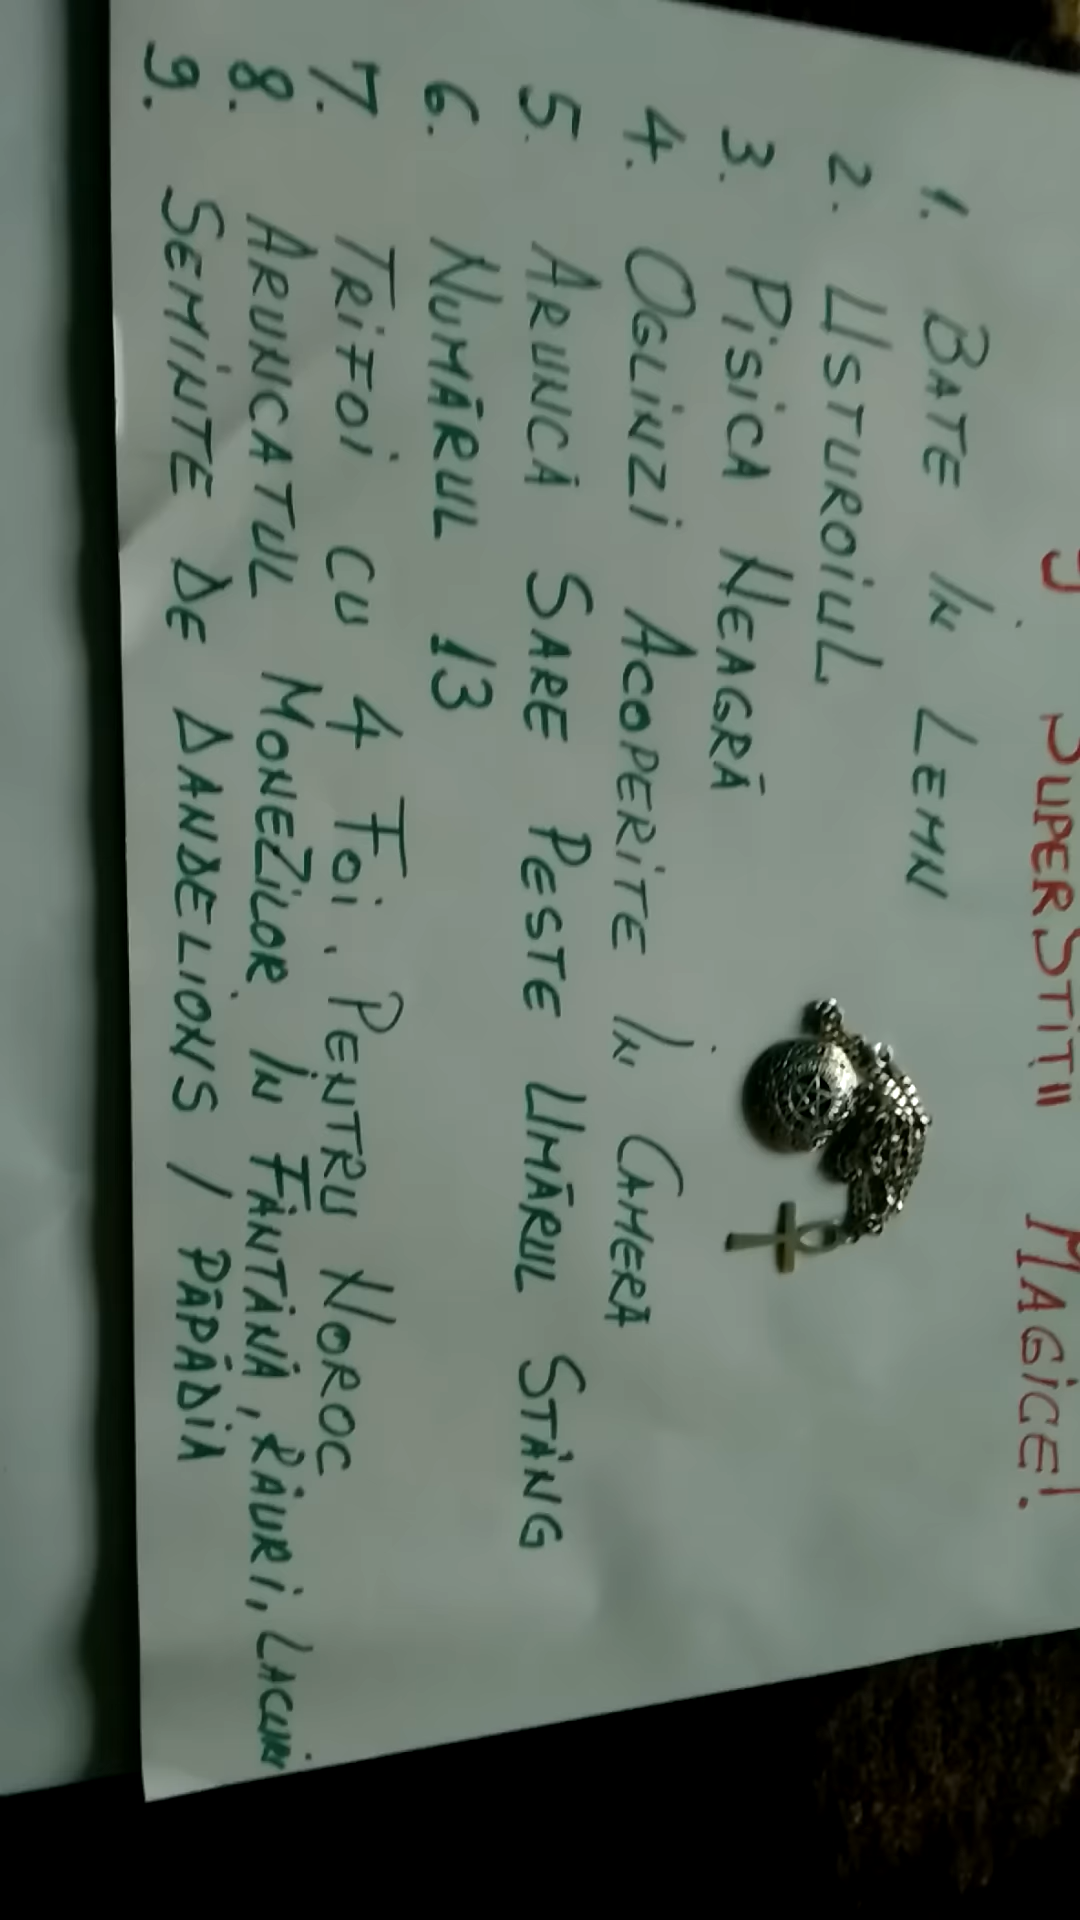 9 SUPERSTIȚII MAGICE!
1. BATE ÎN LEMN
2. USTUROIUL
3. PISICA NEAGRĂ
4. OGLINZI ACOPERITE ÎN CAMERĂ
5. ARUNCĂ SARE PESTE UMĂRUL STÂNG
6. NUMĂRUL 13
7. TRIFOI CU 4 FOI. PENTRU NOROC
8. ARUNCATUL MONEZILOR ÎN FÂNTÂNĂ, RÂURI, LACURI
9. SEMINTE DE DANDELIONS / PĂPĂDIA